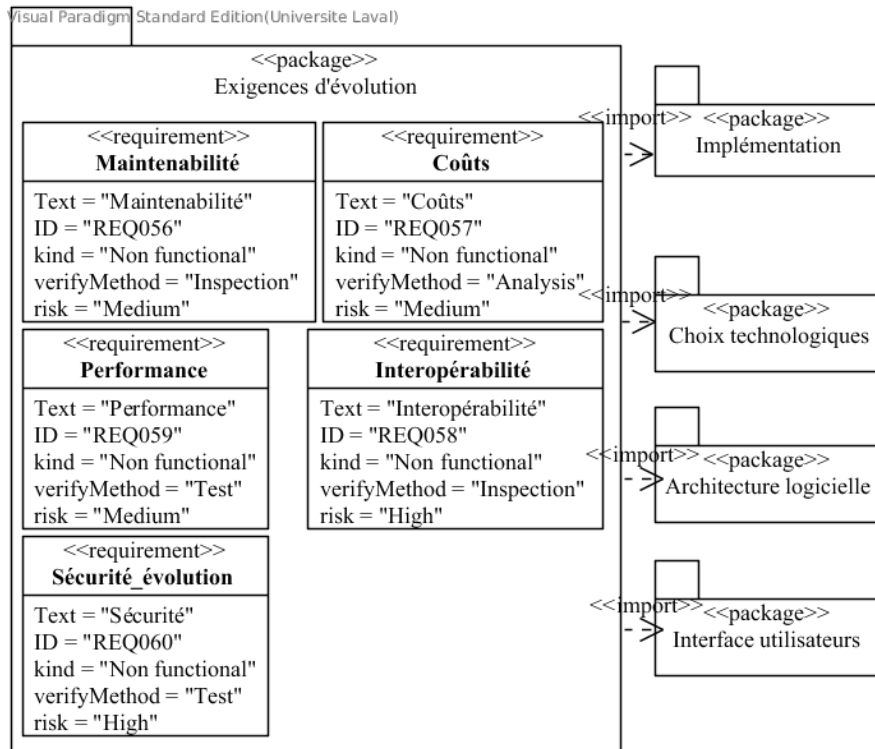 Visual Paradigm Standard Edition(Universite Laval)
<<package>>
Exigences d'évolution
<<requirement>>
Maintenabilité
Text = "Maintenabilité"
ID = "REQ056"
kind = "Non functional"
verifyMethod = "Inspection"
risk = "Medium"
<<requirement>>
Coûts
Text = "Coûts"
ID = "REQ057"
kind = "Non functional"
verifyMethod = "Analysis"
risk = "Medium"
<<requirement>>
Performance
Text = "Performance"
ID = "REQ059"
kind = "Non functional"
verifyMethod = "Test"
risk = "Medium"
<<requirement>>
Interopérabilité
Text = "Interopérabilité"
ID = "REQ058"
kind = "Non functional"
verifyMethod = "Inspection"
risk = "High"
<<requirement>>
Sécurité_évolution
Text = "Sécurité"
ID = "REQ060"
kind = "Non functional"
verifyMethod = "Test"
risk = "High"
<<import>>
<<package>>
Implémentation
<<import>>
<<package>>
Choix technologiques
<<import>>
<<package>>
Architecture logicielle
<<import>>
<<package>>
Interface utilisateurs